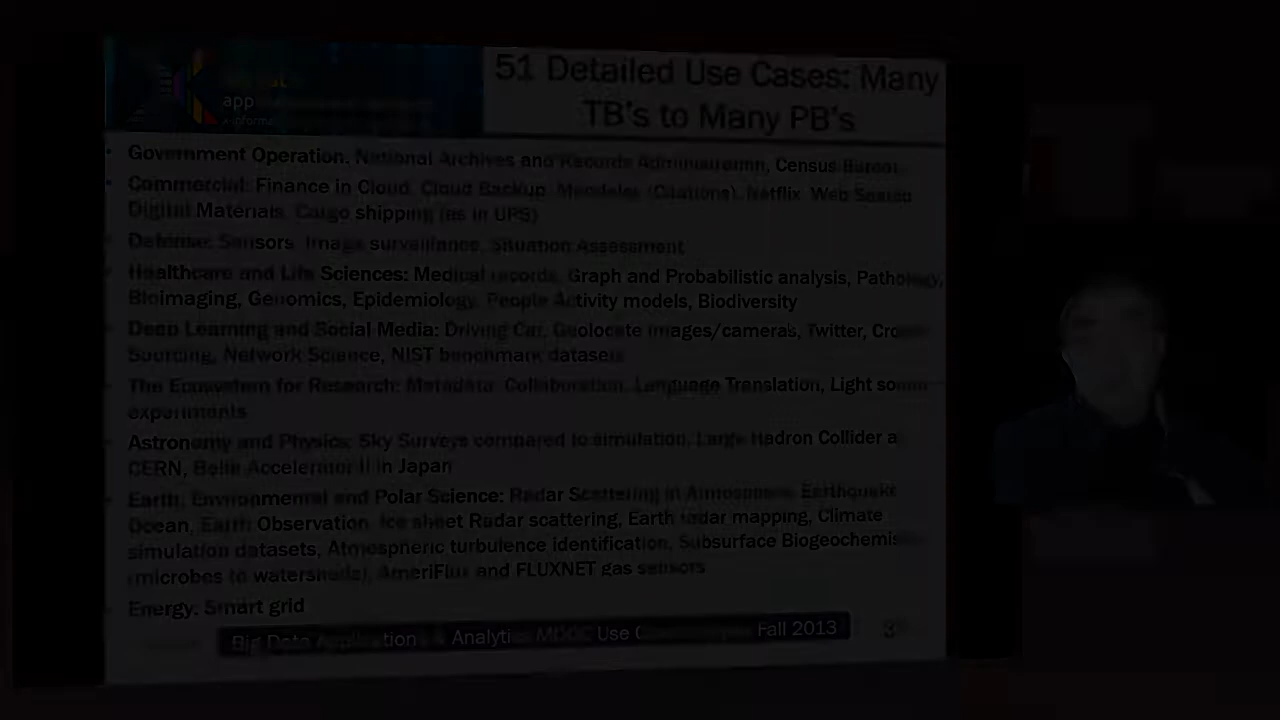 51 Detailed Use Cases: Many
TB's to Many PB's
app
Government Operation. National Archives and Records Administration, Census Bureau
Commercial: Finance in Cloud, Cloud Backup, Mendeley (Citations), Netflix, Web Search
Digital Materials, Cargo shipping (as in UPS)
Defense: Sensors, Image surveillance, Situation Assessment
Healthcare and Life Sciences: Medical records, Graph and Probabilistic analysis, Pathology,
Bioimaging, Genomics, Epidemiology, People Activity models, Biodiversity
Deep Learning and Social Media: Driving Car, Geolocate images/cameras, Twitter,
Sourcing, Network Science, NIST benchmark datasets
The Ecosystem for Research: Metadata, Collaboration, Language Translation, Light
experiments
Astronomy and Physics: Sky Surveys compared to simulation, Large Hadron Collider
CERN, Belle Accelerator II in Japan
Earth, Environmental and Polar Science: Radar Scattering in Atmosphere, Earthquake
Ocean, Earth Observation, Ice sheet Radar scattering, Earth radar mapping, Climate
simulation datasets, Atmospheric turbulence identification, Subsurface
(microbes to watersheds), AmeriFlux and FLUXNET gas sensors
Energy: Smart grid
Big Data Application & Analytics MOOC Use Fall 2013
3